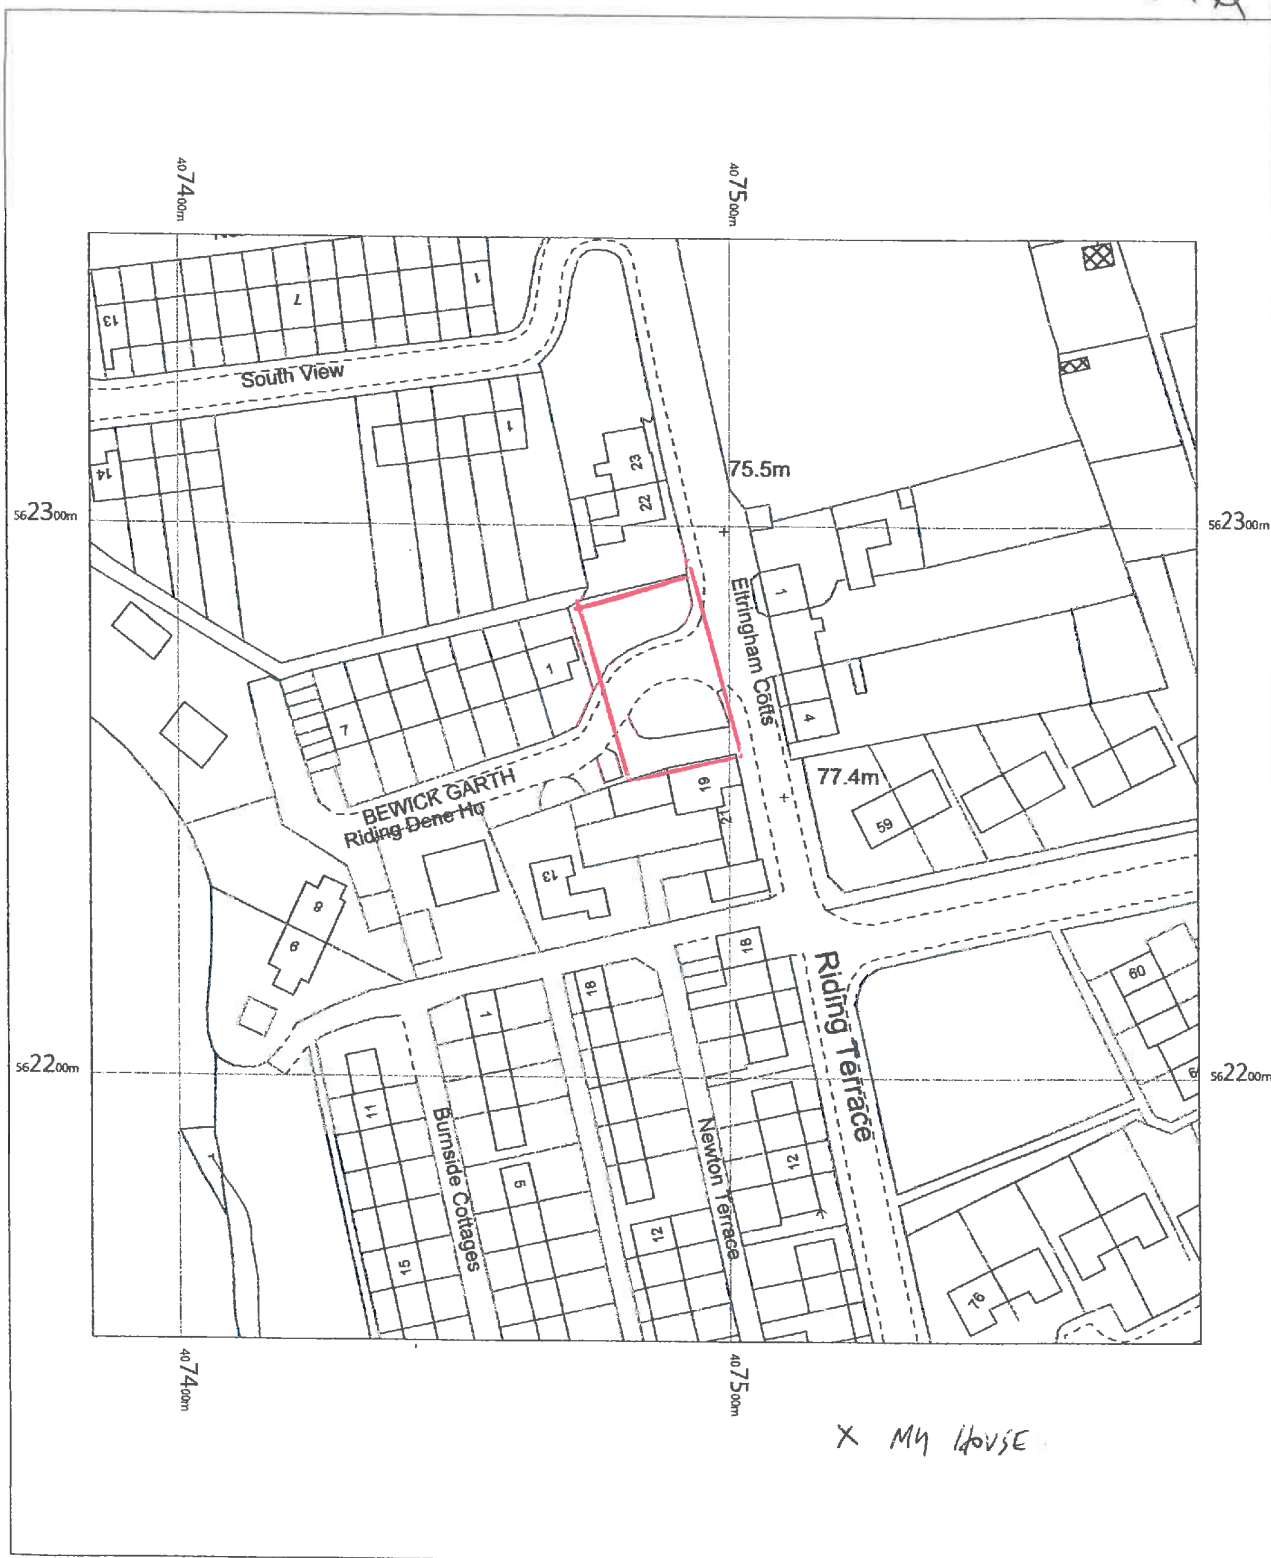 4074 00m
4075 00m
1
7
13
South View
1
14
23
22
75.5m
5623 00m
5623 00m
1
Eltringham Cotts
4
1
7
77.4m
BEWICK GARTH
Riding Dene Ho
19
21
59
13
8
9
18
18
60
Riding Terrace
1
5622 00m
5622 00m
11
Burnside Cottages
Newton Terrace
12
5
12
15
76
4074 00m
4075 00m
X MY HOUSE